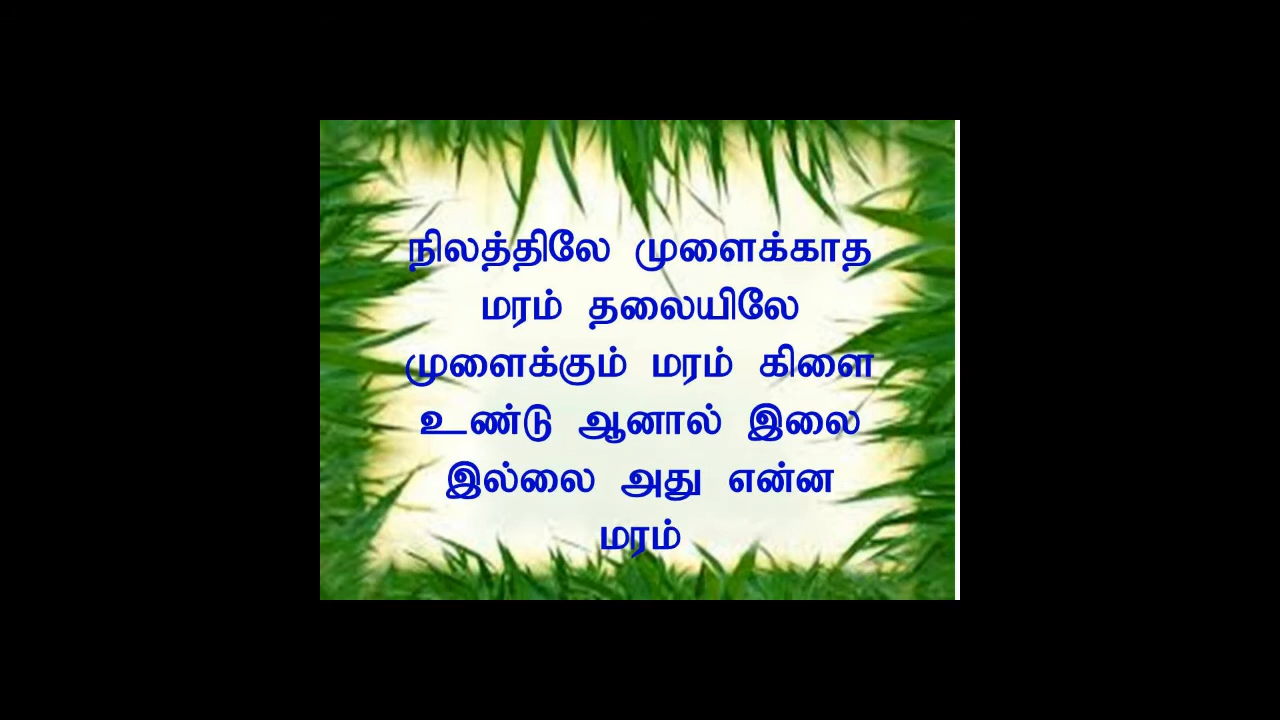 நிலத்திலே முளைக்காத
மரம் தலையிலே
முளைக்கும் மரம் கிளை
உண்டு ஆனால் இலை
இல்லை அது என்ன
மரம்